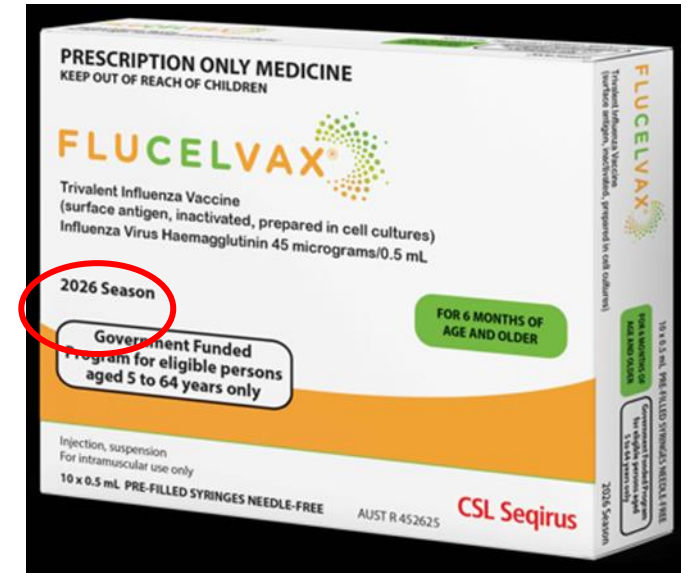 PRESCRIPTION ONLY MEDICINE
KEEP OUT OF REACH OF CHILDREN
FLUCELVAX®
Trivalent Influenza Vaccine
(surface antigen, inactivated, prepared in cell cultures)
Influenza Virus Haemagglutinin 45 micrograms/0.5 mL
2026 Season
FOR 6 MONTHS OF
AGE AND OLDER
Government Funded
Program for eligible persons
aged 5 to 64 years only
Injection, suspension
For intramuscular use only
10 x 0.5 mL PRE-FILLED SYRINGES NEEDLE-FREE
AUST R 452625
CSL Seqirus
FLUCELVAX®
Trivalent Influenza Vaccine
(surface antigen, inactivated, prepared in cell cultures)
FOR 6 MONTHS OF
AGE AND OLDER
10 x 0.5 mL PRE-FILLED SYRINGES NEEDLE-FREE
Government Funded Program
for eligible persons aged
5 to 64 years only
2026 Season